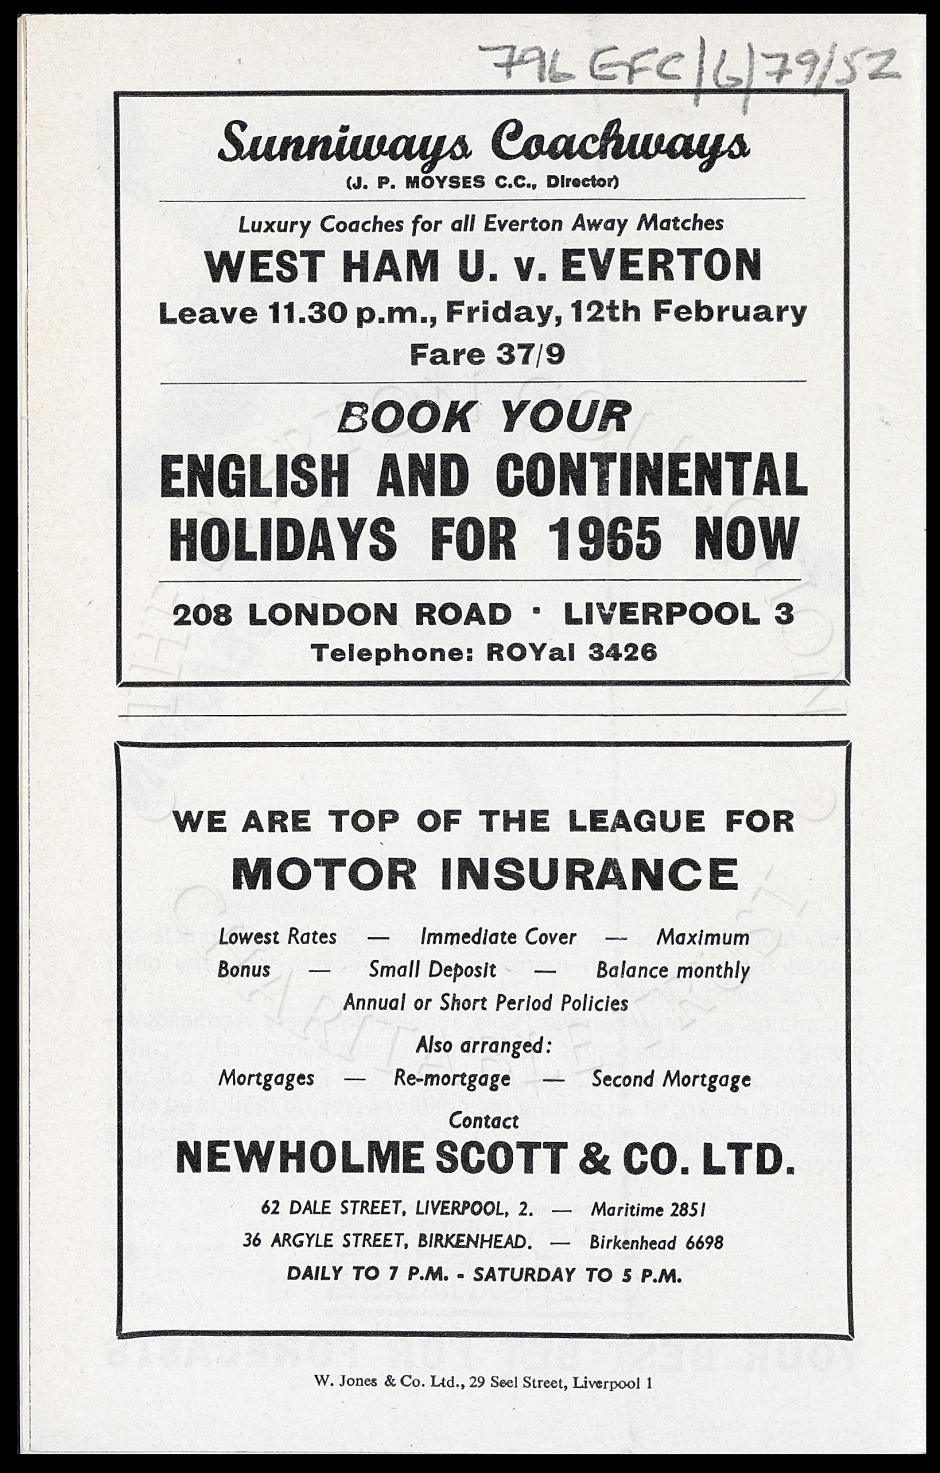 796 EFC/6/79/52
Sunniways Coachways
(J. P. MOYSES C.C., Director)
Luxury Coaches for all Everton Away Matches
WEST HAM U. v. EVERTON
Leave 11.30 p.m., Friday, 12th February
Fare 37/9
BOOK YOUR
ENGLISH AND CONTINENTAL
HOLIDAYS FOR 1965 NOW
208 LONDON ROAD · LIVERPOOL 3
Telephone: ROYal 3426
WE ARE TOP OF THE LEAGUE FOR
MOTOR INSURANCE
Lowest Rates — Immediate Cover — Maximum
Bonus — Small Deposit — Balance monthly
Annual or Short Period Policies
Also arranged:
Mortgages — Re-mortgage — Second Mortgage
Contact
NEWHOLME SCOTT & CO. LTD.
62 DALE STREET, LIVERPOOL, 2. — Maritime 2851
36 ARGYLE STREET, BIRKENHEAD. — Birkenhead 6698
DAILY TO 7 P.M. - SATURDAY TO 5 P.M.
W. Jones & Co. Ltd., 29 Seel Street, Liverpool 1
THE EVERTON COLLECTION
CHARITABLE TRUST